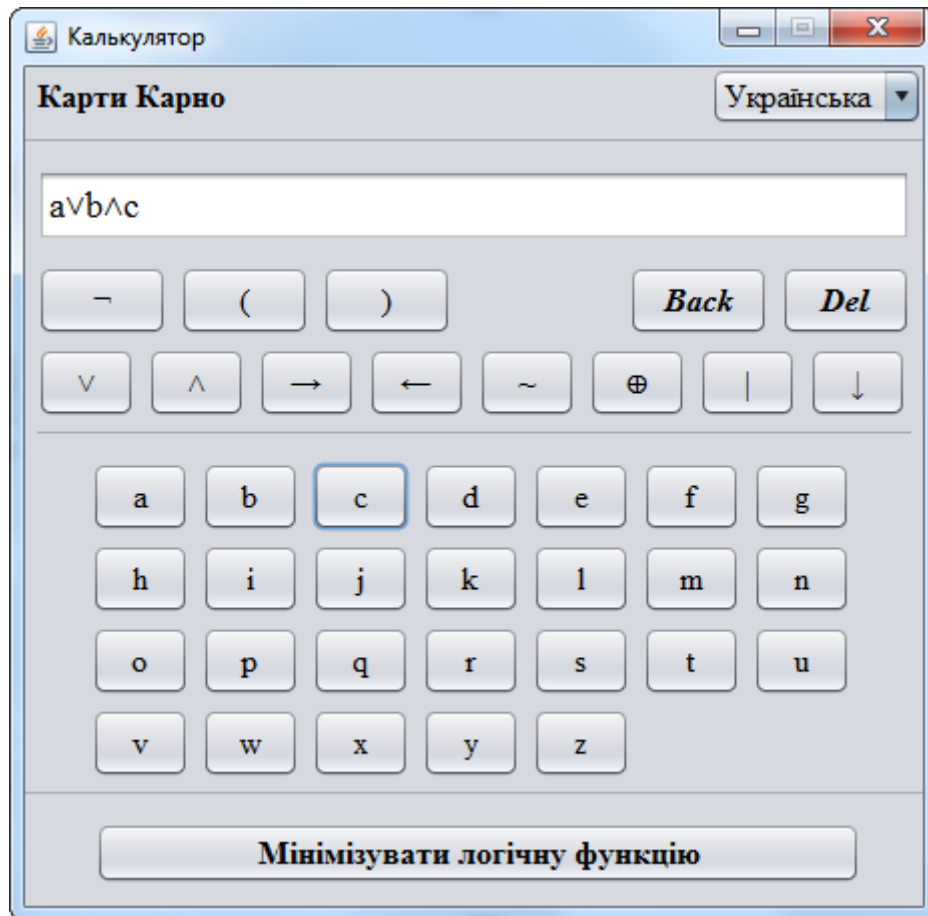 Калькулятор
Карти Карно Українська
a∨b∧c
¬ ( ) Back Del
∨ ∧ → ← ~ ⊕ | ↓
a b c d e f g
h i j k l m n
o p q r s t u
v w x y z
Мінімізувати логічну функцію